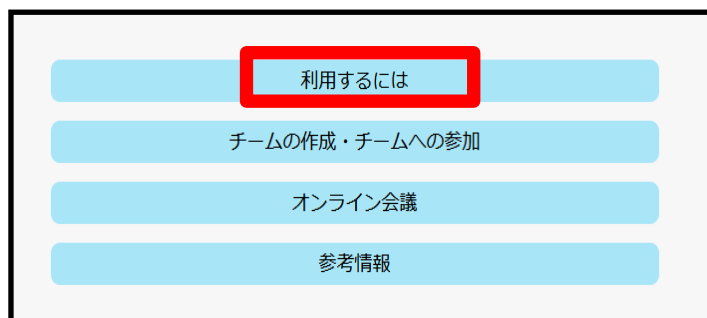 利用するには
チームの作成・チームへの参加
オンライン会議
参考情報